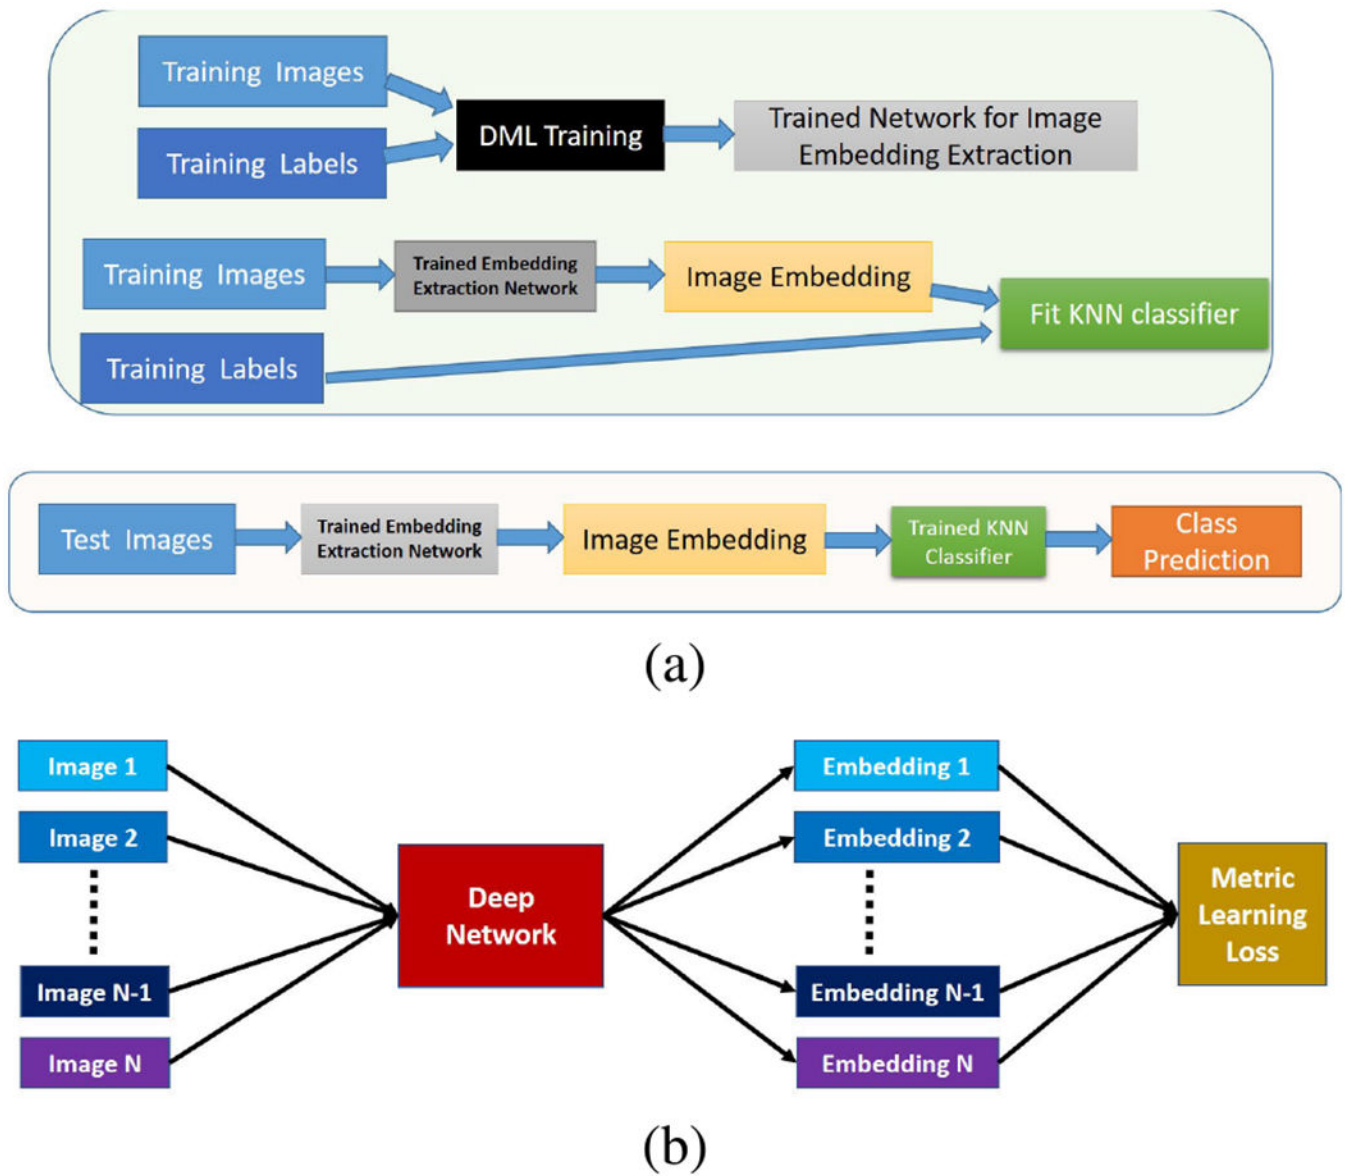 Training Images
Training Labels
DML Training
Trained Network for Image
Embedding Extraction
Training Images
Trained Embedding
Extraction Network
Image Embedding
Fit KNN classifier
Training Labels
Test Images
Trained Embedding
Extraction Network
Image Embedding
Trained KNN
Classifier
Class
Prediction
(a)
Image 1
Image 2
Image N-1
Image N
Deep
Network
Embedding 1
Embedding 2
Embedding N-1
Embedding N
Metric
Learning
Loss
(b)